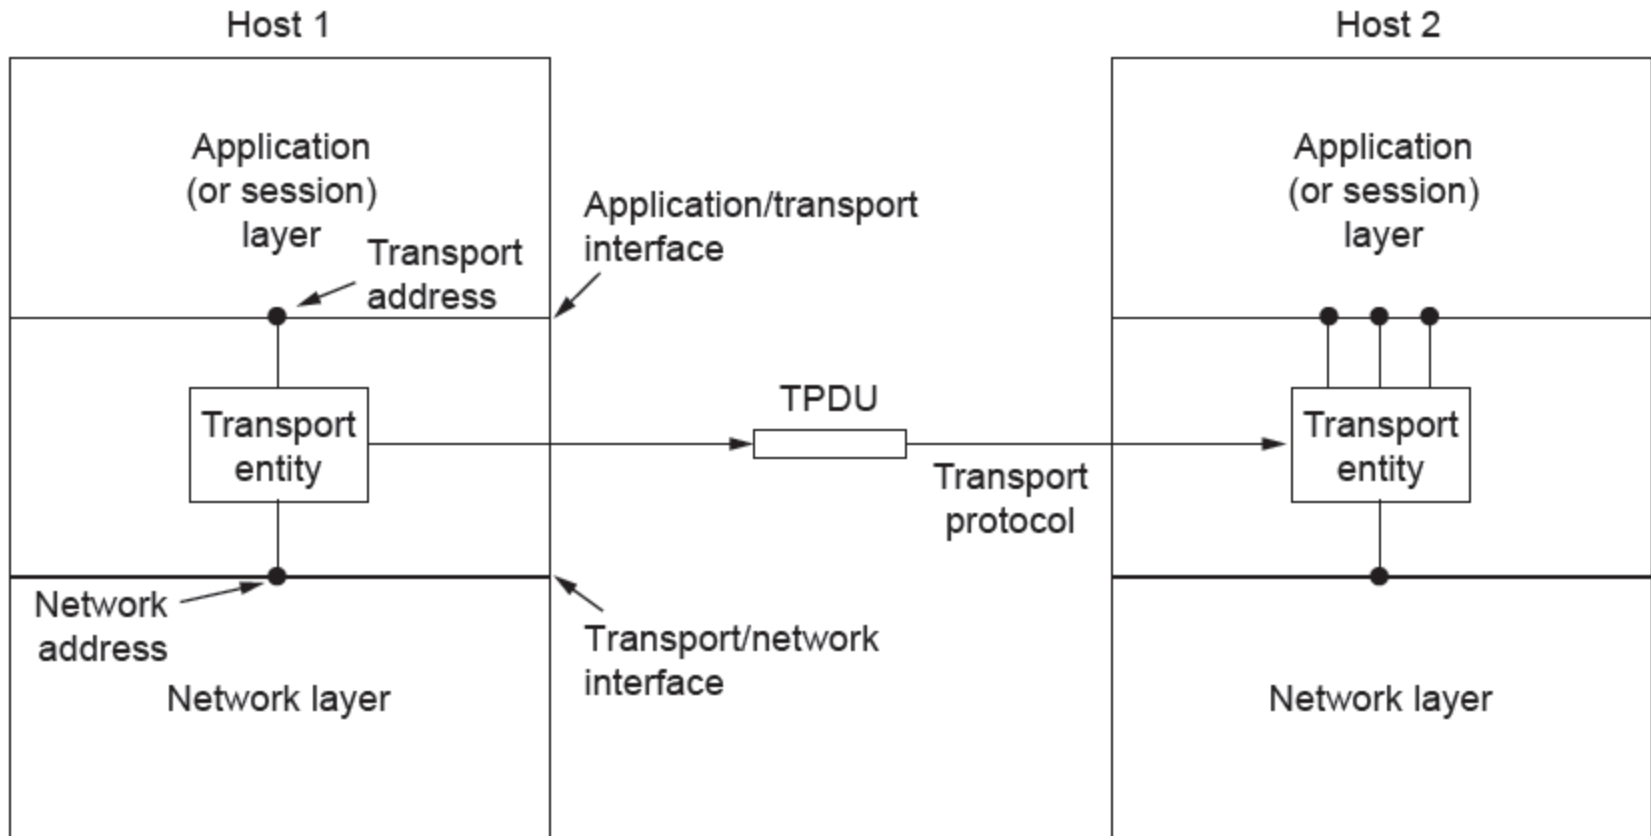 Host 1
Host 2
Application
(or session)
layer
Transport
address
Application/transport
interface
Application
(or session)
layer
Transport
entity
TPDU
Transport
protocol
Transport
entity
Network
address
Transport/network
interface
Network layer
Network layer